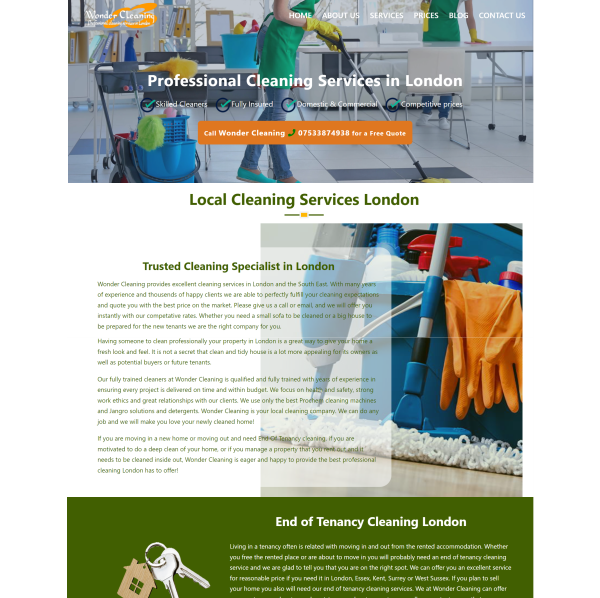 Wonder Cleaning
HOME ABOUT US SERVICES PRICES BLOG CONTACT US
Professional Cleaning Services in London
Skilled Cleaners Fully Insured Domestic & Commercial Competitive prices
Call Wonder Cleaning 07533874938 for a Free Quote
Local Cleaning Services London
Trusted Cleaning Specialist in London
Wonder Cleaning provides excellent cleaning services in London and the South East. With many years
of experience and thousands of happy clients we are able to perfectly fulfill your cleaning expectations
and quote you with the best price on the market. Please give us a call or email, and we will offer you
instantly with our competative rates. Whether you need a small sofa to be cleaned or a big house to
be prepared for the new tenants we are the right company for you.
Having someone to clean professionally your property in London is a great way to give your home a
fresh look and feel. It is not a secret that clean and tidy house is a lot more appealing for its owners as
well as potential buyers or future tenants.
Our fully trained cleaners at Wonder Cleaning is qualified and fully trained with years of experience in
ensuring every project is delivered on time and within budget. We focus on health and safety, strong
work ethics and great relationships with our clients. We use only the best Prochem cleaning machines
and Jangro solutions and detergents. Wonder Cleaning is your local cleaning company. We can do any
job and we will make you love your newly cleaned home!
If you are moving in a new home or moving out and need End Of Tenancy cleaning, if you are
motivated to do a deep clean of your home, or if you manage a property that you rent out and it
needs to be cleaned inside out, Wonder Cleaning is eager and happy to provide the best professional
cleaning London has to offer!
End of Tenancy Cleaning London
Living in a tenancy often is related with moving in and out from the rented accommodation. Whether
you free the rented place or are about to move in you will probably need an end of tenancy cleaning
service and we are glad to tell you that you are on the right spot. We can offer you an excellent service
for reasonable price if you need it in London, Essex, Kent, Surrey or West Sussex. If you plan to sell
your home you also will need our end of tenancy cleaning services. We at Wonder Cleaning can offer